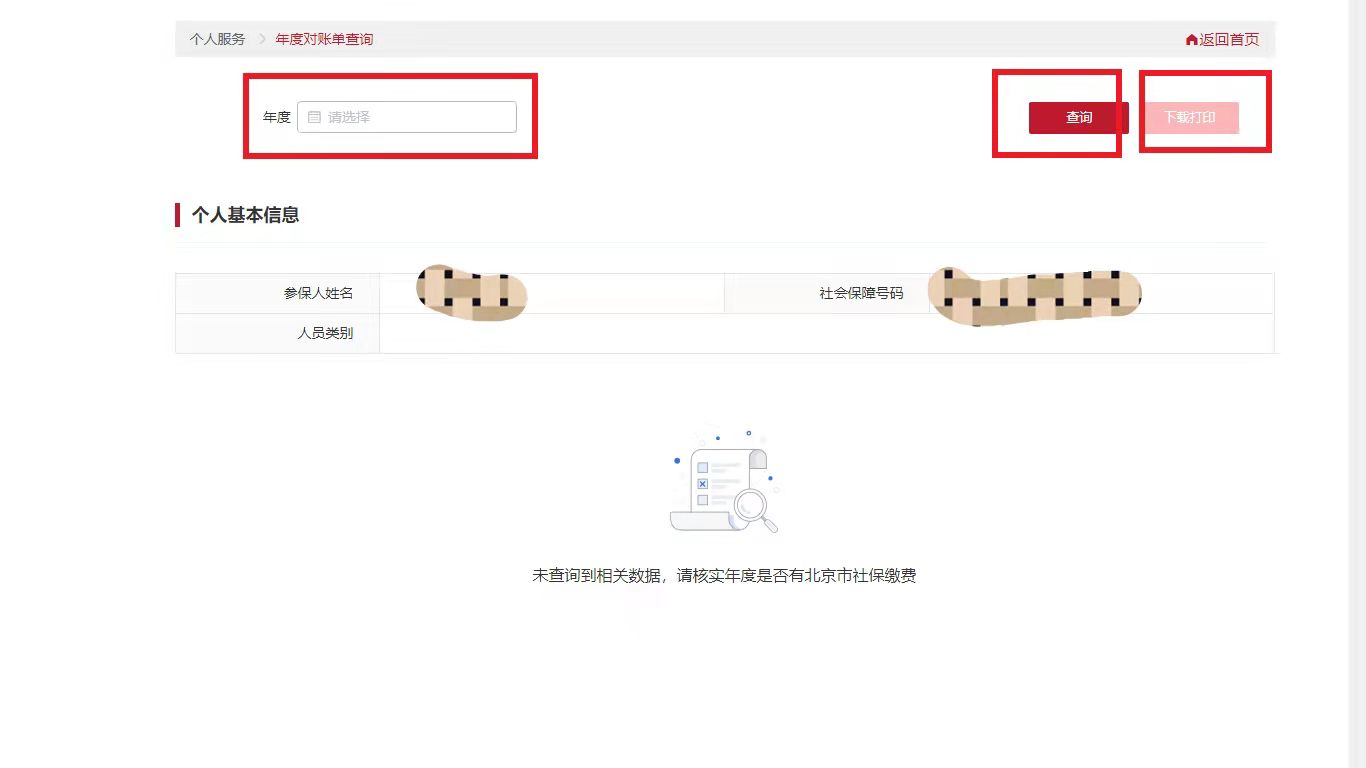 个人服务 年度对账单查询 返回首页
年度 请选择 查询 下载打印
个人基本信息
参保人姓名 社会保障号码
人员类别
未查询到相关数据，请核实年度是否有北京市社保缴费